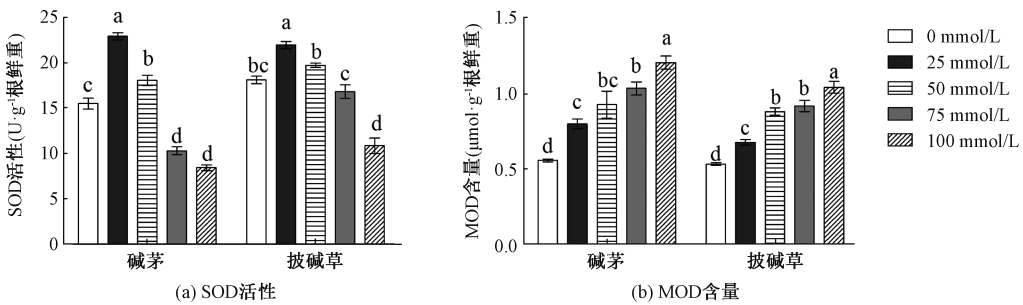 SOD活性(U·g⁻¹根鲜重)
25
20
15
10
5
0
c
a
b
d
d
bc
a
b
c
d
碱茅
披碱草
(a) SOD活性
MOD含量(μmol·g⁻¹根鲜重)
1.5
1.0
0.5
0.0
d
c
bc
b
a
d
c
b
b
a
碱茅
披碱草
(b) MOD含量
0 mmol/L
25 mmol/L
50 mmol/L
75 mmol/L
100 mmol/L